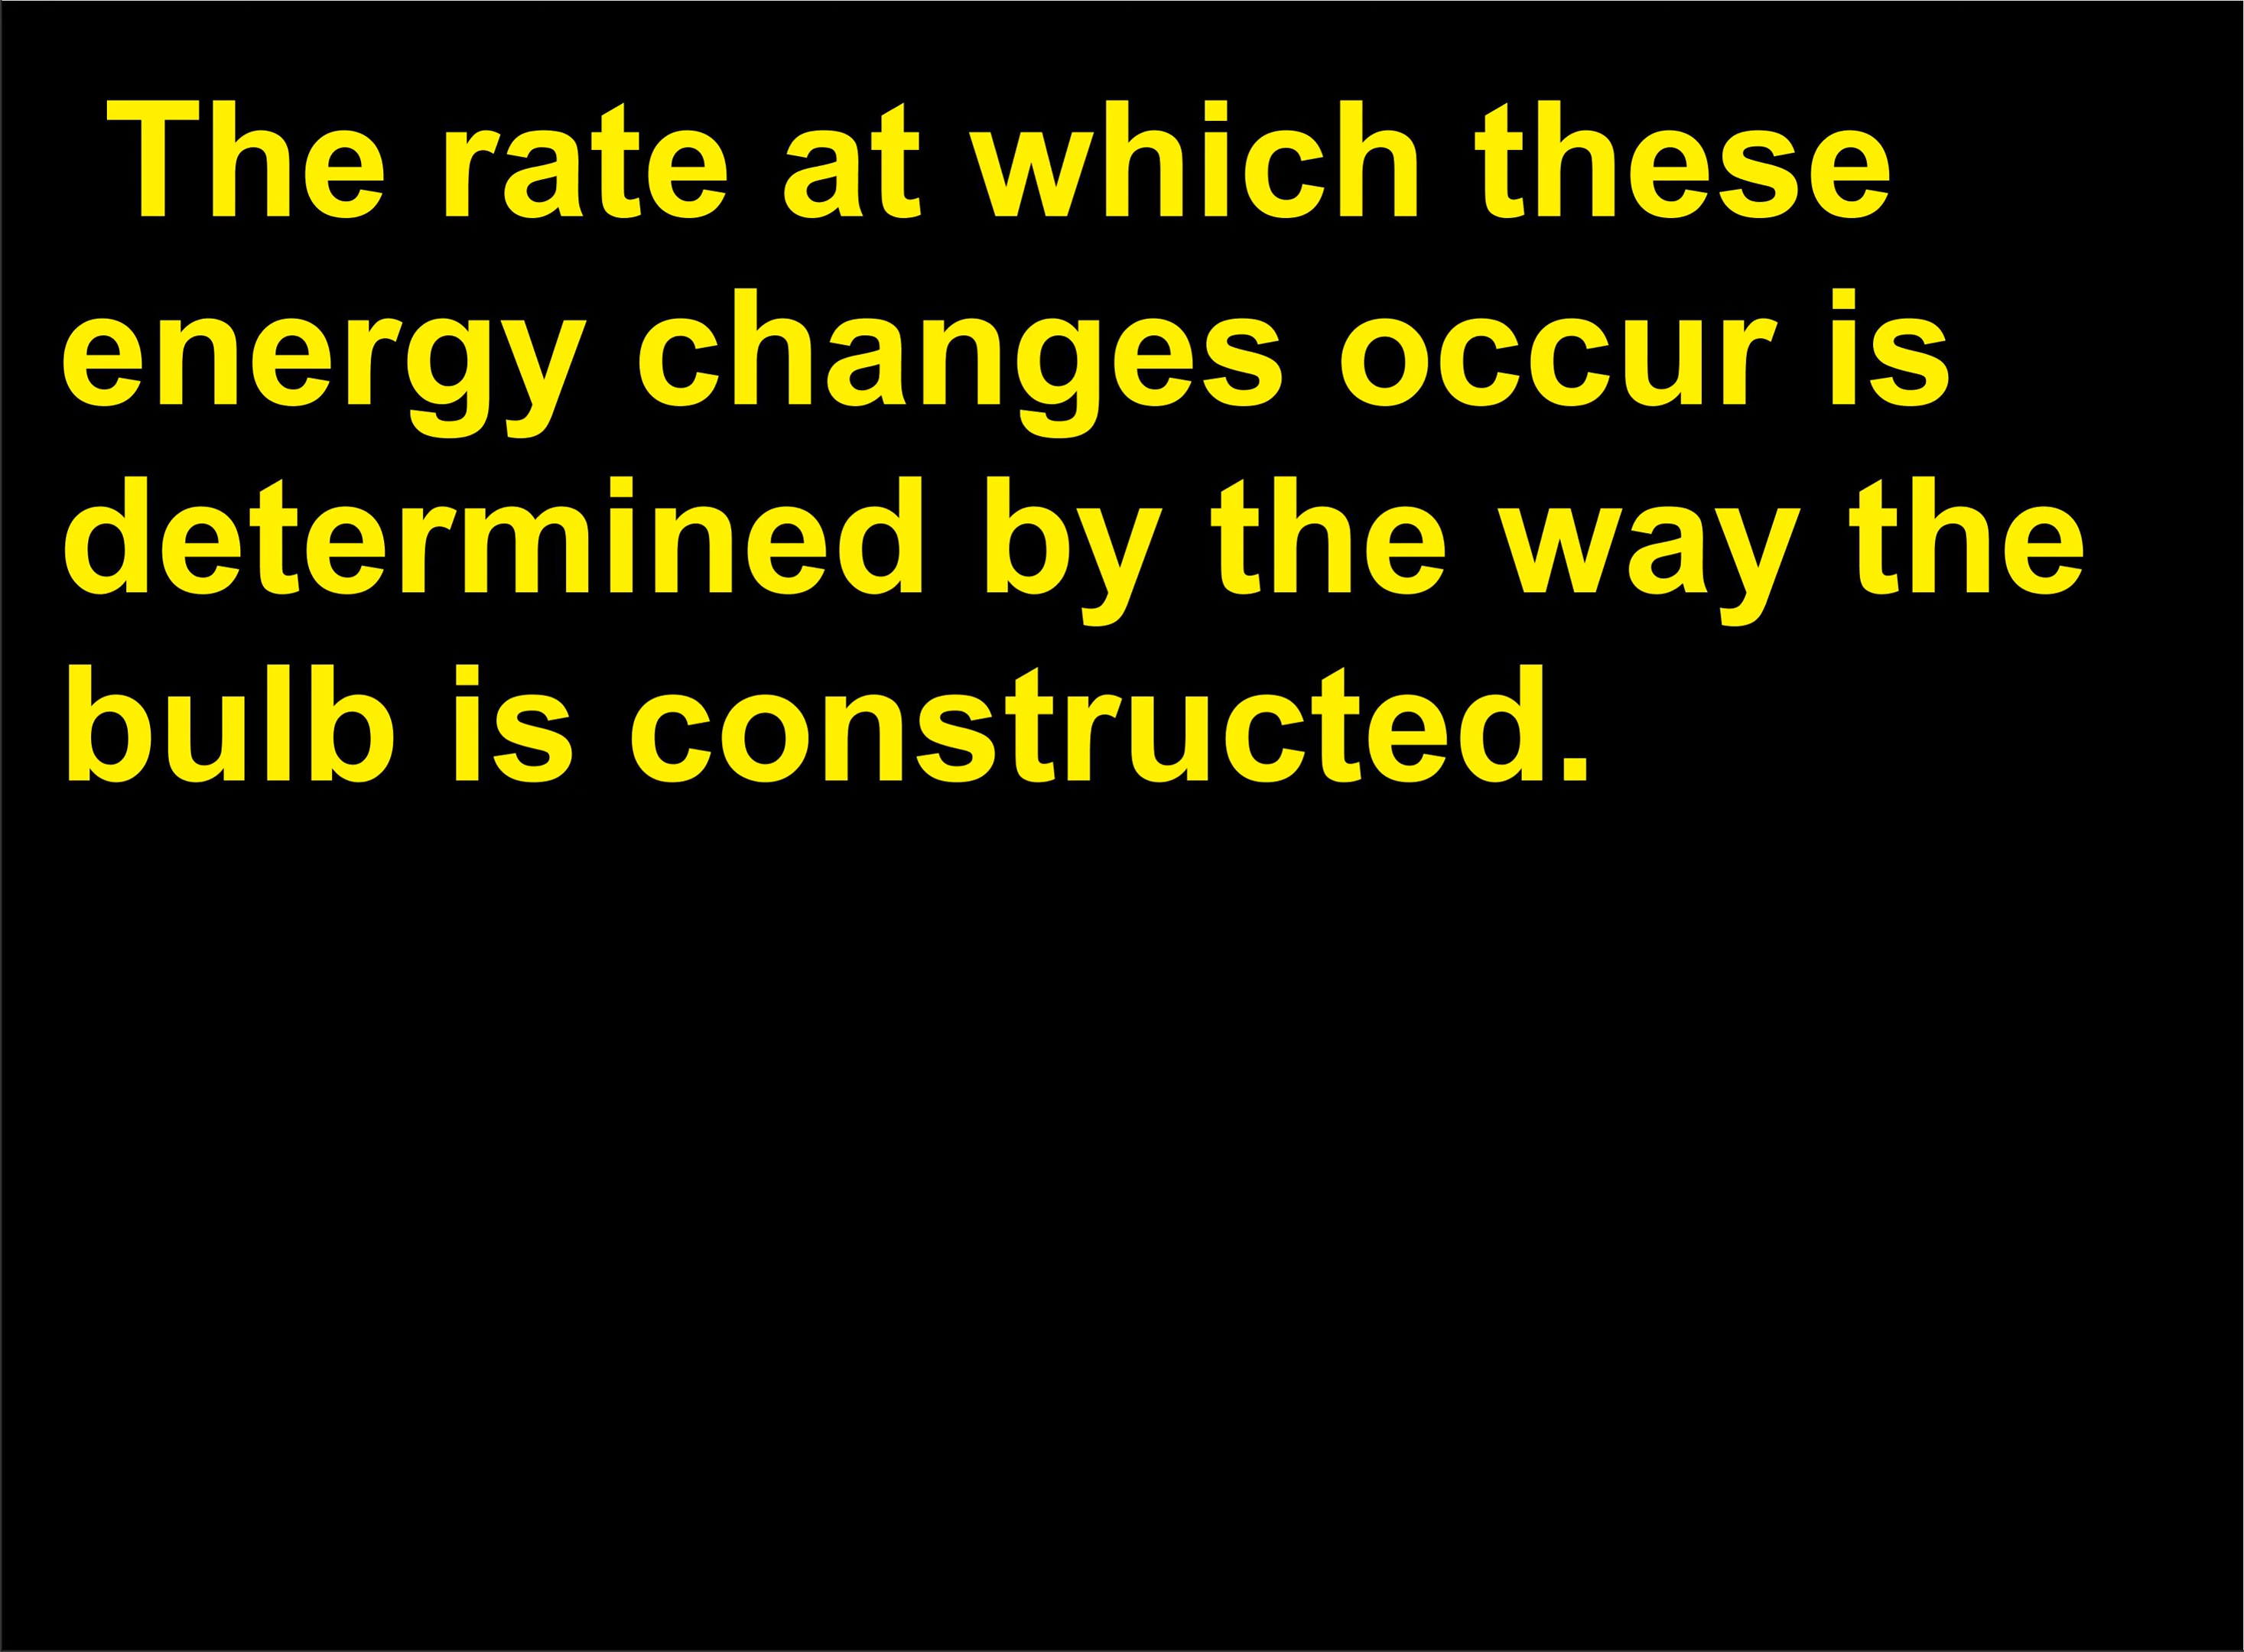 The rate at which these
energy changes occur is
determined by the way the
bulb is constructed.